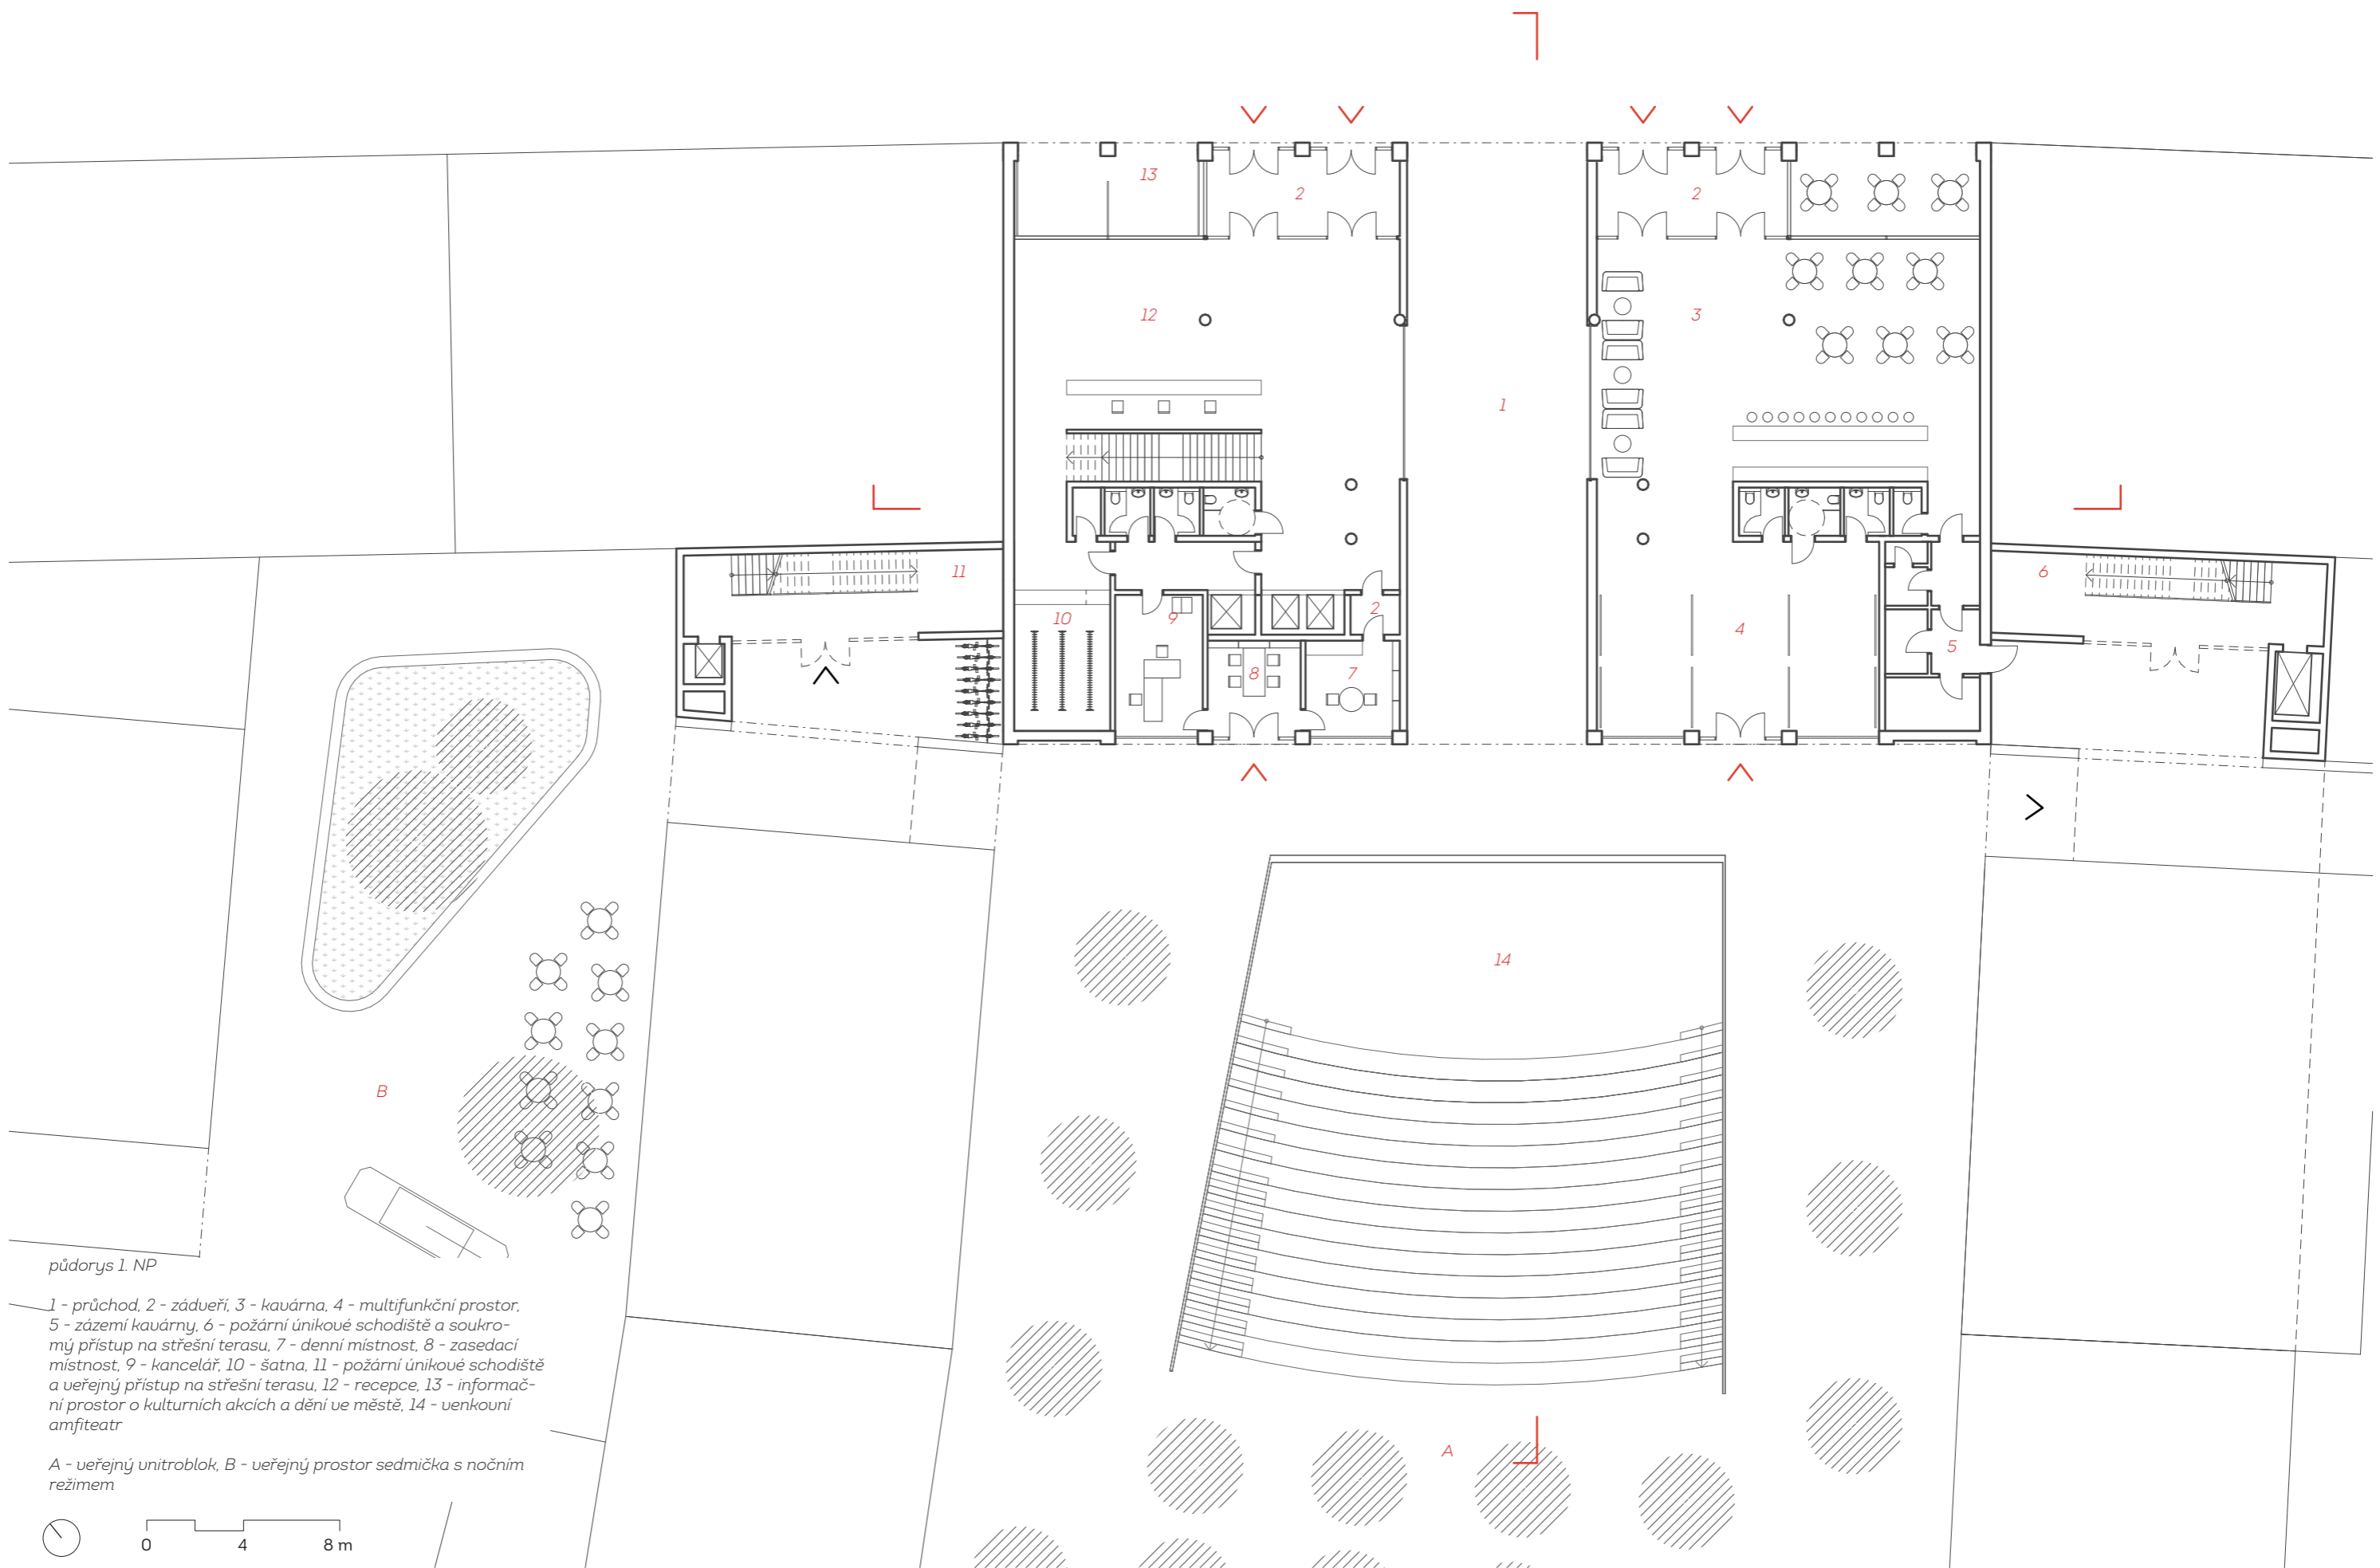 13
2
2
12
3
1
11
6
10
9
2
4
5
8
7
14
B
A
půdorys 1. NP
1 - průchod, 2 - zádveří, 3 - kavárna, 4 - multifunkční prostor,
5 - zázemí kavárny, 6 - požární únikové schodiště a soukro-
mý přístup na střešní terasu, 7 - denní místnost, 8 - zasedací
místnost, 9 - kancelář, 10 - šatna, 11 - požární únikové schodiště
a veřejný přístup na střešní terasu, 12 - recepce, 13 - informač-
ní prostor o kulturních akcích a dění ve městě, 14 - venkovní
amfiteatr
A - veřejný vnitroblok, B - veřejný prostor sedmička s nočním
režimem
0 4 8 m